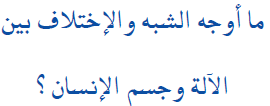 ما أوجه الشبه والإختلاف بين
الآلة وجسم الإنسان ؟